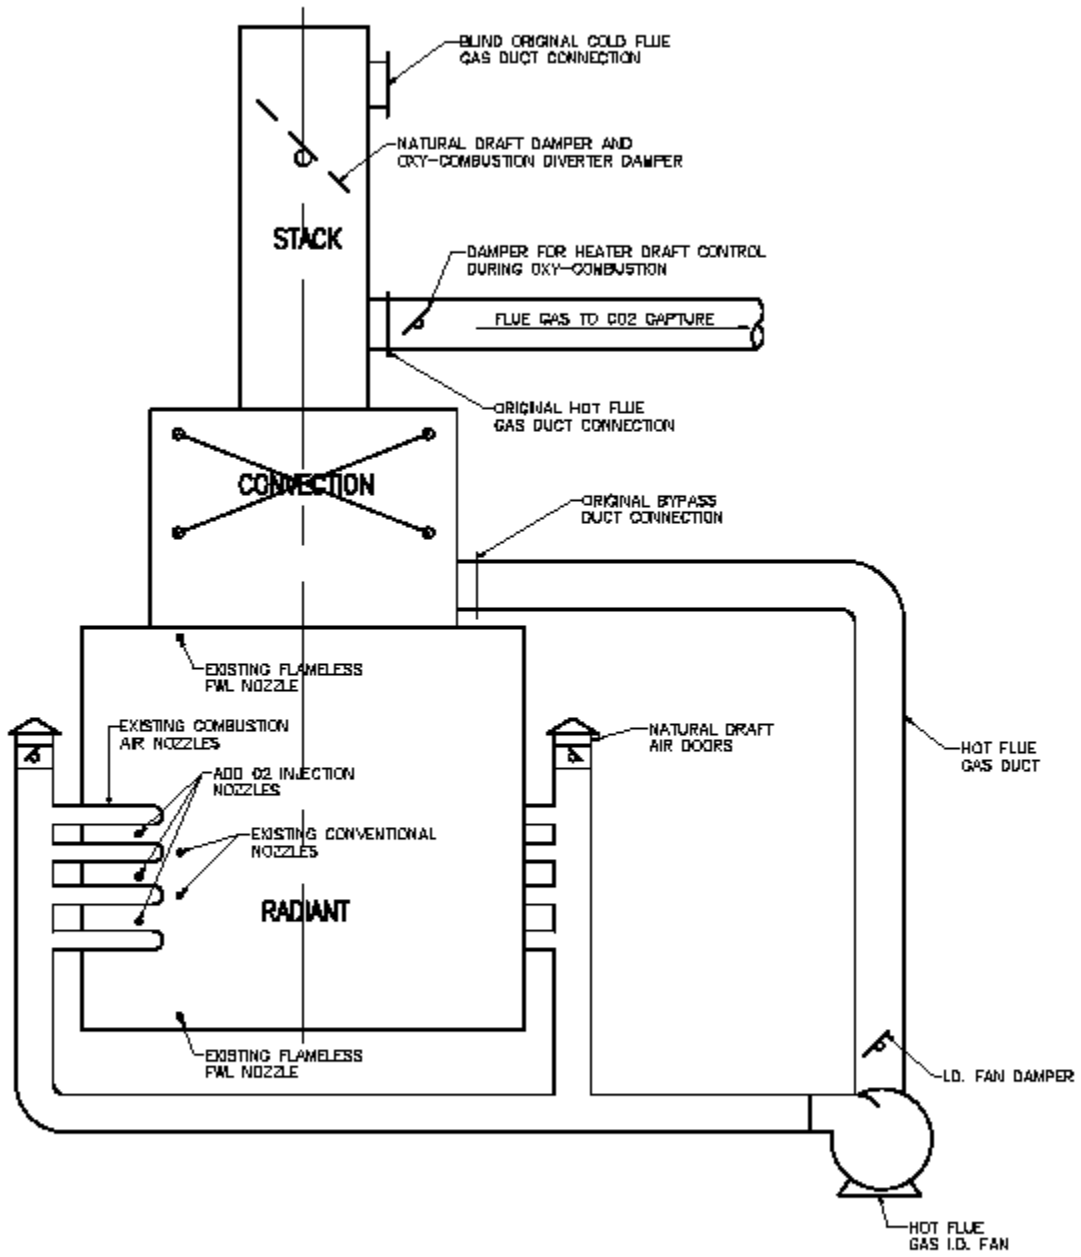 BLIND ORIGINAL COLD FLUE
GAS DUCT CONNECTION
NATURAL DRAFT DAMPER AND
OXY-COMBUSTION DIVERTER DAMPER
STACK
DAMPER FOR HEATER DRAFT CONTROL
DURING OXY-COMBUSTION
FLUE GAS TO CO2 CAPTURE
ORIGINAL HOT FLUE
GAS DUCT CONNECTION
CONVECTION
ORIGINAL BYPASS
DUCT CONNECTION
EXISTING FLAMELESS
FWL NOZZLE
EXISTING COMBUSTION
AIR NOZZLES
NATURAL DRAFT
AIR DOORS
HOT FLUE
GAS DUCT
ADD O2 INJECTION
NOZZLES
EXISTING CONVENTIONAL
NOZZLES
RADIANT
EXISTING FLAMELESS
FWL NOZZLE
I.D. FAN DAMPER
HOT FLUE
GAS I.D. FAN